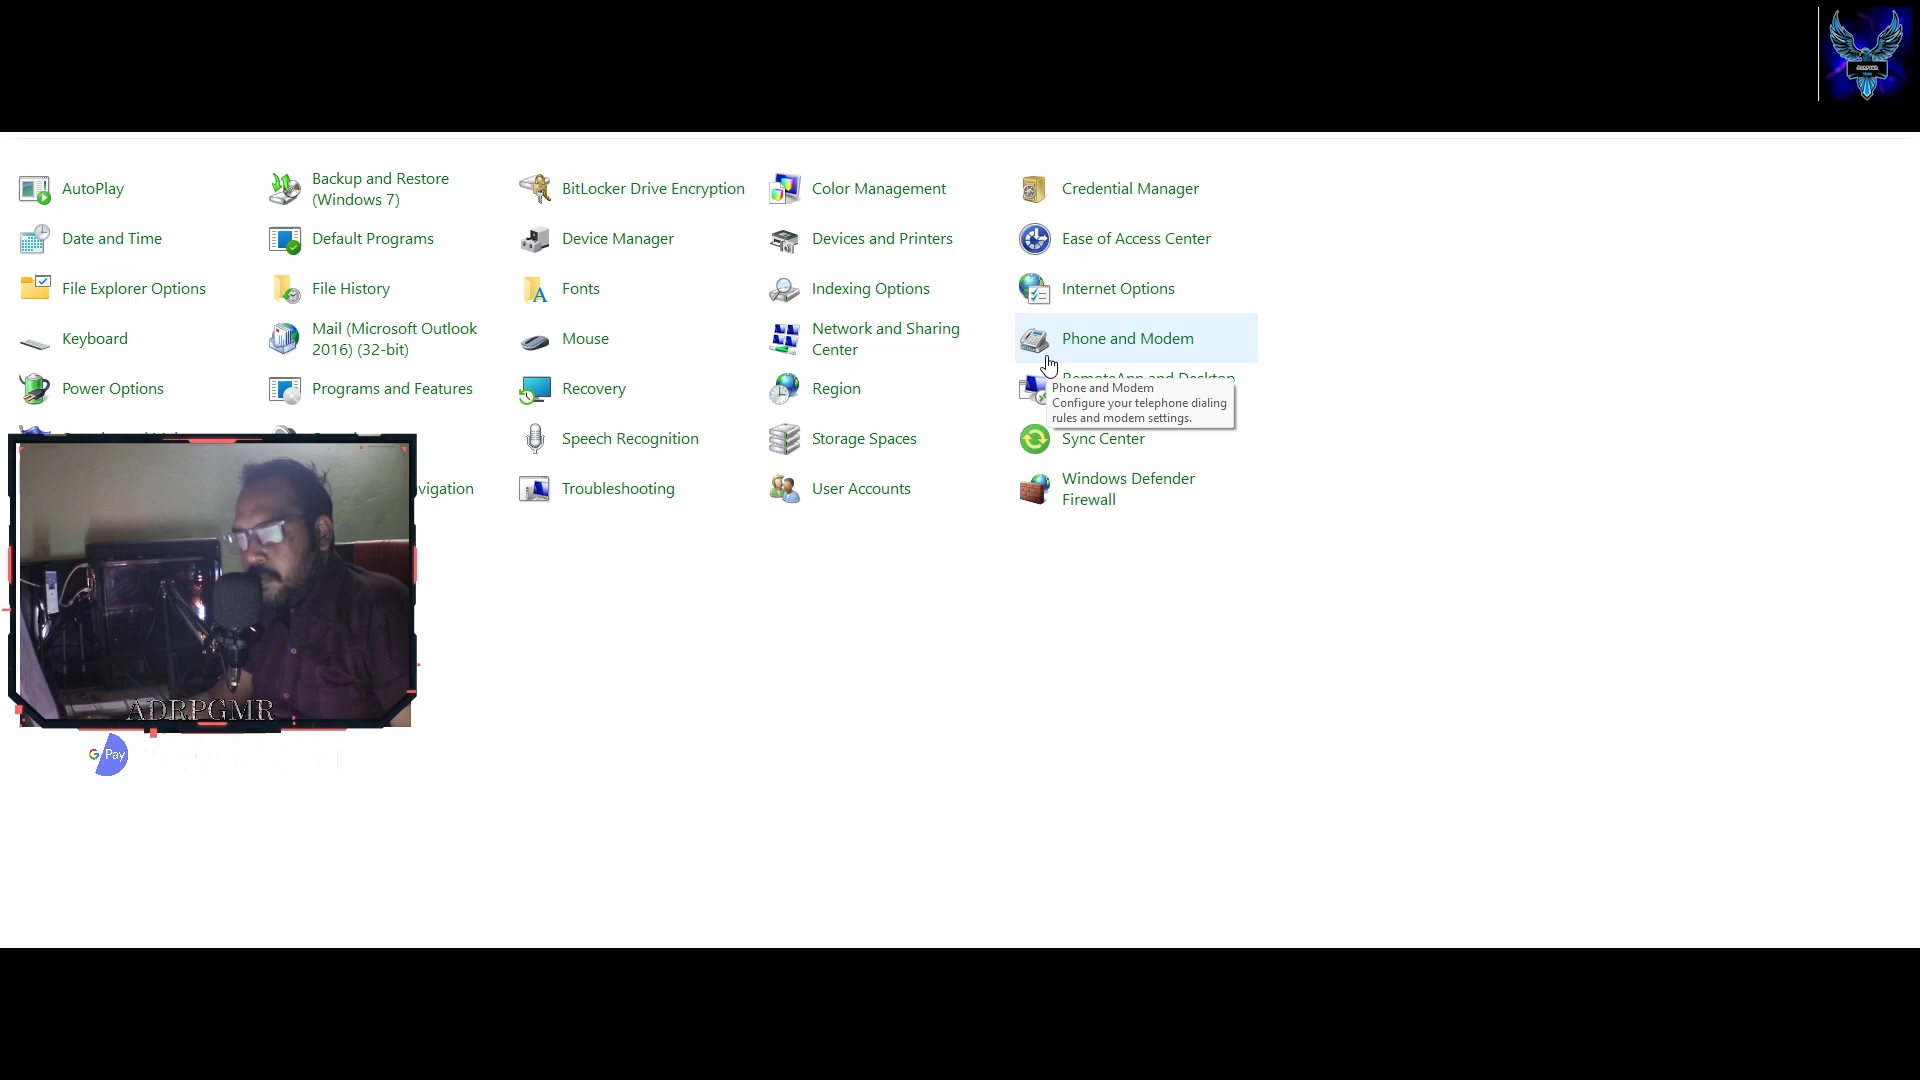 AutoPlay
Backup and Restore
(Windows 7)
BitLocker Drive Encryption
Color Management
Credential Manager
Date and Time
Default Programs
Device Manager
Devices and Printers
Ease of Access Center
File Explorer Options
File History
Fonts
Indexing Options
Internet Options
Keyboard
Mail (Microsoft Outlook
2016) (32-bit)
Mouse
Network and Sharing
Center
Phone and Modem
Power Options
Programs and Features
Recovery
Region
RemoteApp and Desktop
Phone and Modem
Configure your telephone dialing
rules and modem settings.
Speech Recognition
Storage Spaces
Sync Center
vigation
Troubleshooting
User Accounts
Windows Defender
Firewall
ADRPGMR
G Pay